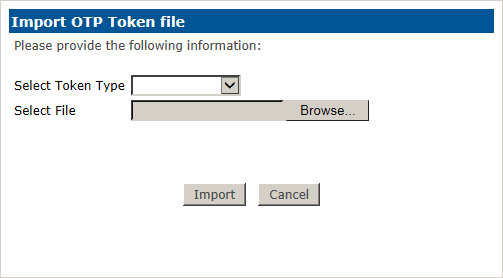 Import OTP Token file
Please provide the following information:
Select Token Type
Select File Browse...
Import Cancel